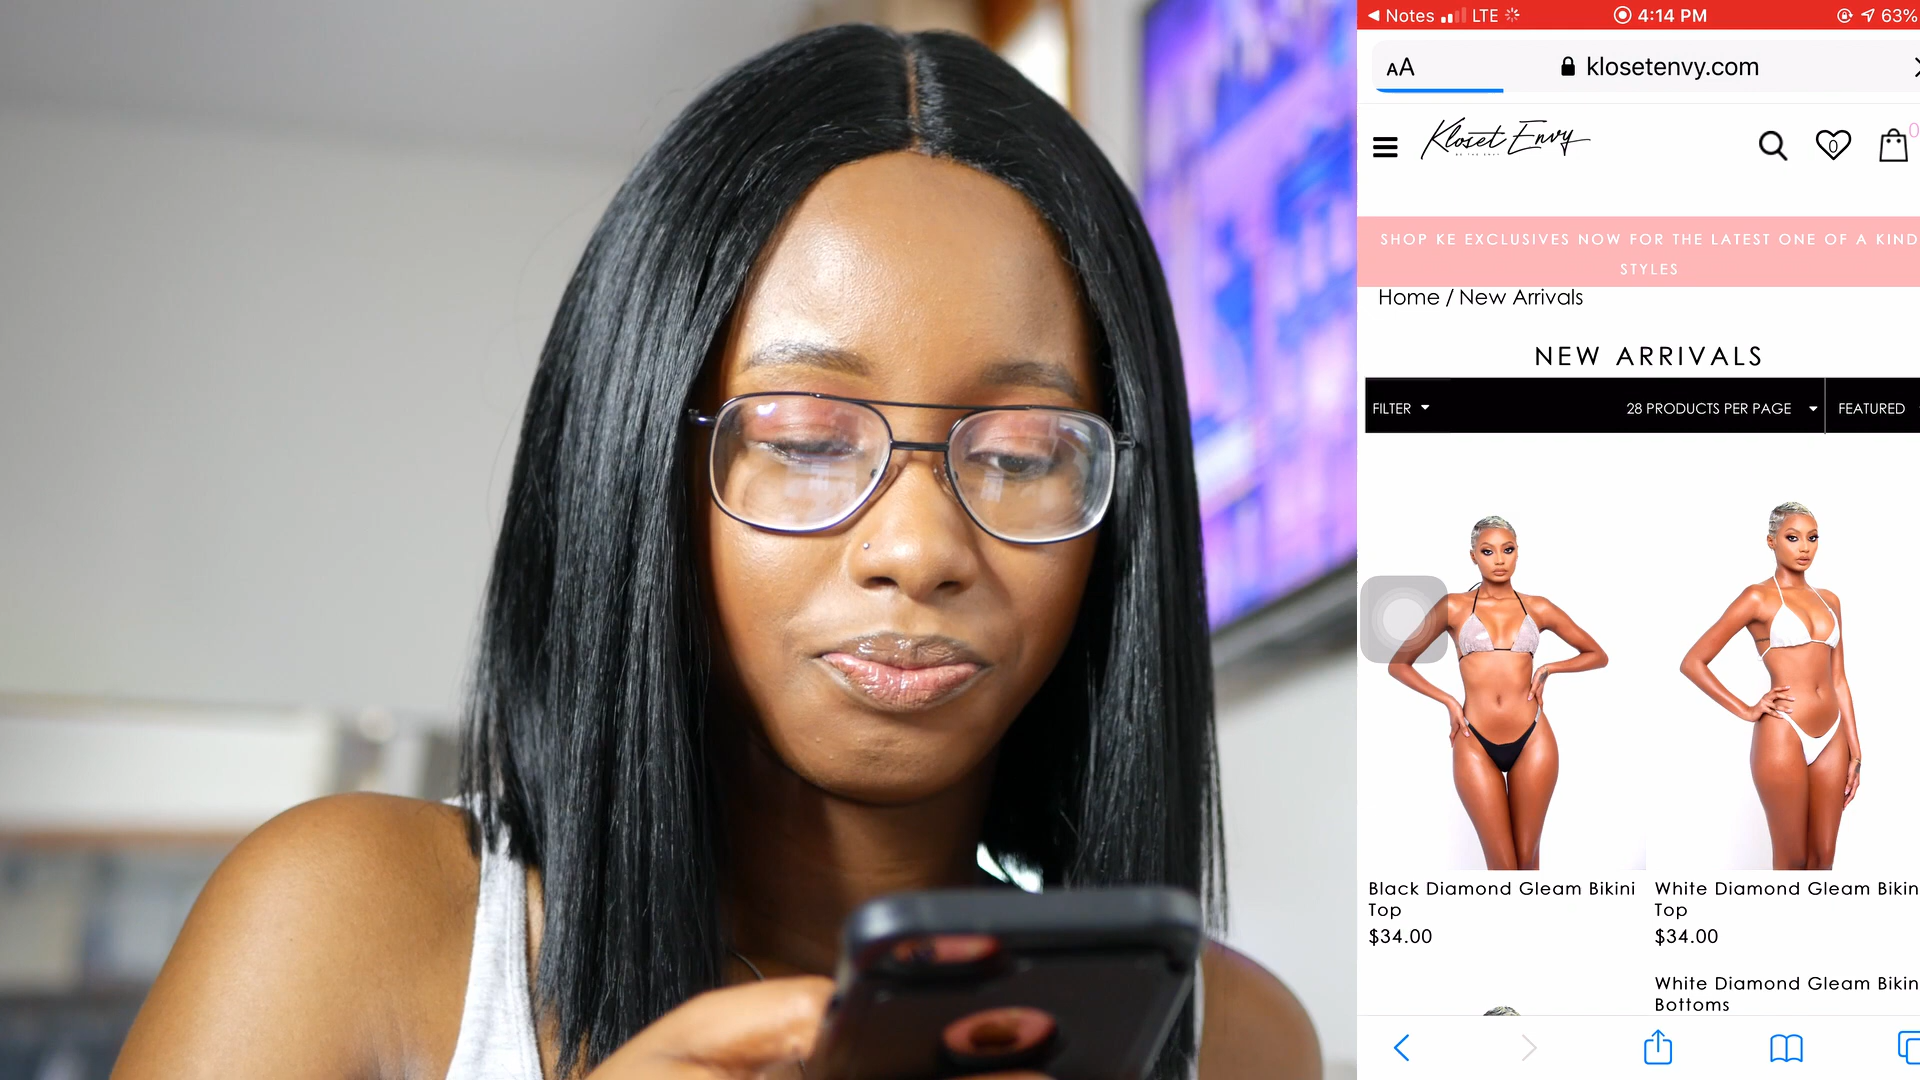 Notes LTE 4:14 PM 63%
AA klosetenvy.com
Kloset Envy 0 0
SHOP KE EXCLUSIVES NOW FOR THE LATEST ONE OF A KIND
STYLES
Home / New Arrivals
NEW ARRIVALS
FILTER 28 PRODUCTS PER PAGE FEATURED
Black Diamond Gleam Bikini
Top
$34.00
White Diamond Gleam Bikin
Top
$34.00
White Diamond Gleam Bikin
Bottoms